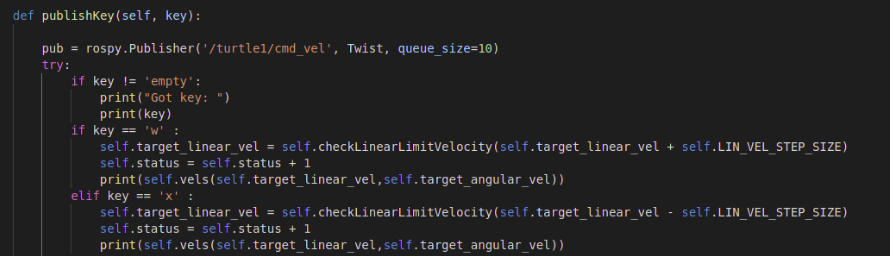 def publishKey(self, key):
pub = rospy.Publisher('/turtle1/cmd_vel', Twist, queue_size=10)
try:
if key != 'empty':
print("Got key: ")
print(key)
if key == 'w' :
self.target_linear_vel = self.checkLinearLimitVelocity(self.target_linear_vel + self.LIN_VEL_STEP_SIZE)
self.status = self.status + 1
print(self.vels(self.target_linear_vel,self.target_angular_vel))
elif key == 'x' :
self.target_linear_vel = self.checkLinearLimitVelocity(self.target_linear_vel - self.LIN_VEL_STEP_SIZE)
self.status = self.status + 1
print(self.vels(self.target_linear_vel,self.target_angular_vel))